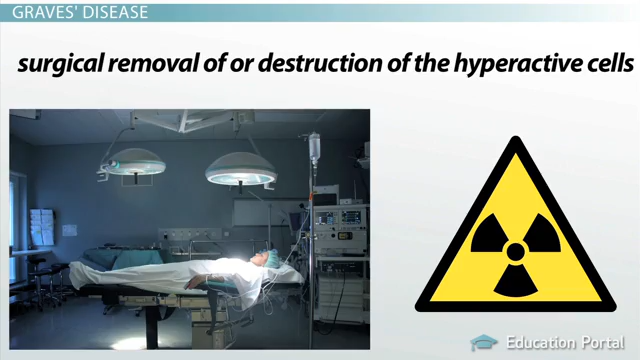 GRAVES' DISEASE
surgical removal of or destruction of the hyperactive cells
Education Portal